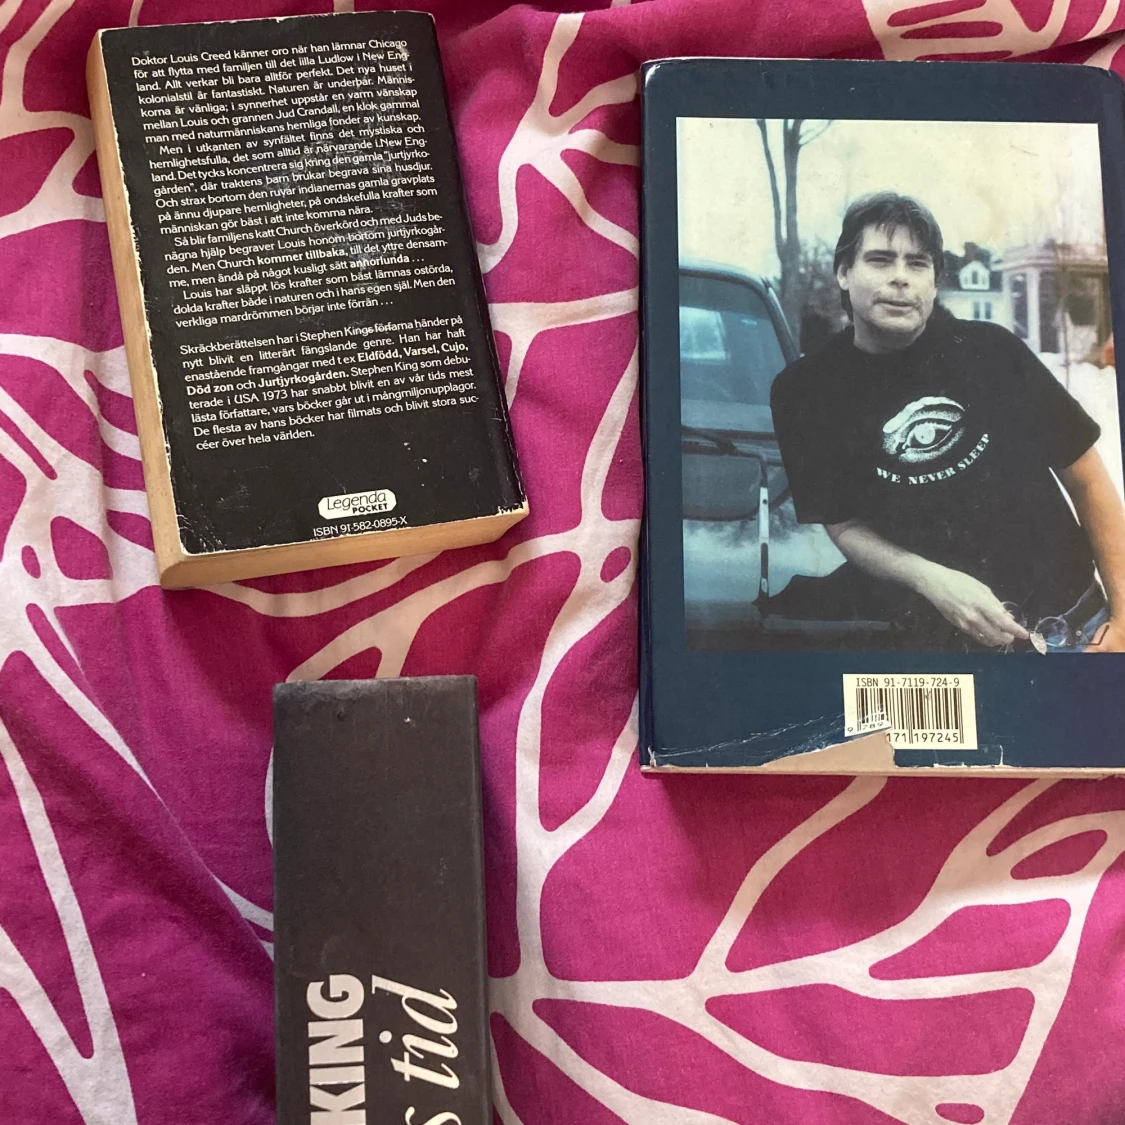 Doktor Louis Creed känner oro när han lämnar Chicago
för att flytta med familjen till det lilla Ludlow i New Eng-
land. Allt verkar bli bara alltför perfekt. Det nya huset i
kolonialstil är fantastiskt. Naturen är underbar. Männis-
korna är vänliga; i synnerhet uppstår en varm vänskap
mellan Louis och grannen Jud Crandall, en klok gammal
man med naturmänniskans hemliga fonder av kunskap.
Men i utkanten av synfältet finns det mystiska och
hemlighetsfulla, det som alltid är närvarande i New Eng-
land. Det tycks koncentrera sig kring den gamla "jurtjyrko-
gården", där traktens barn brukar begrava sina husdjur.
Och strax bortom den ruvar indianernas gamla gravplats
på ännu djupare hemligheter, på ondskefulla krafter som
människan gör bäst i att inte komma nära.
Så blir familjens katt Church överkörd och med Juds be-
nägna hjälp begraver Louis honom bortom jurtjyrkogår-
den. Men Church kommer tillbaka, till det yttre densam-
me, men ändå på något kusligt sätt annorlunda ...
Louis har släppt lös krafter som bäst lämnas ostörda,
dolda krafter både i naturen och i hans egen själ. Men den
verkliga mardrömmen börjar inte förrän ...
Skräckberättelsen har i Stephen Kings förfarna händer på
nytt blivit en litterärt fängslande genre. Han har haft
enastående framgångar med t ex Eldfödd, Varsel, Cujo,
Död zon och Jurtjyrkogården. Stephen King som debu-
terade i USA 1973 har snabbt blivit en av vår tids mest
lästa författare, vars böcker går ut i mångmiljonupplagor.
De flesta av hans böcker har filmats och blivit stora suc-
céer över hela världen.
Legenda
POCKET
ISBN 91-582-0895-X
WE NEVER SLEEP
ISBN 91-7119-724-9
9 789171 197245
KING
s tid